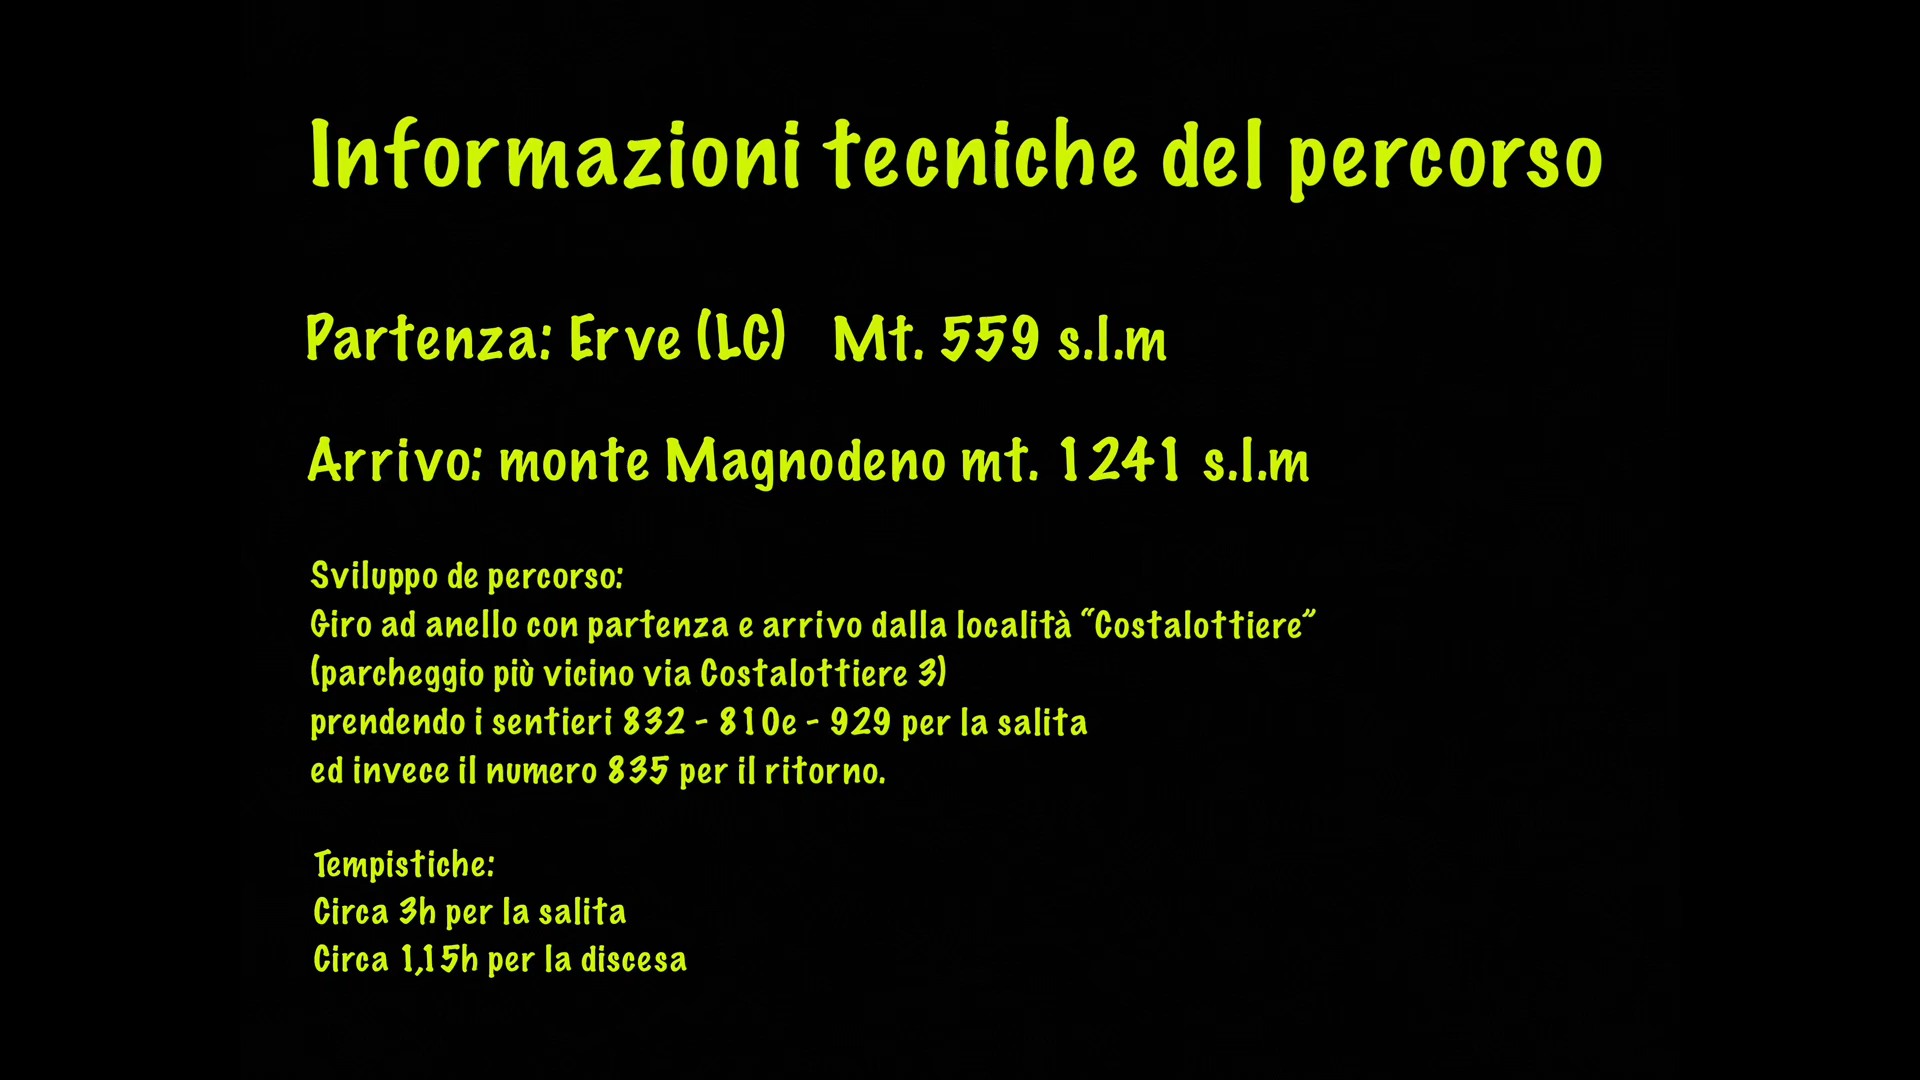 Informazioni tecniche del percorso
Partenza: Erve (LC) Mt. 559 s.l.m
Arrivo: monte Magnodeno mt. 1241 s.l.m
Sviluppo de percorso:
Giro ad anello con partenza e arrivo dalla località “Costalottiere”
(parcheggio più vicino via Costalottiere 3)
prendendo i sentieri 832 - 810e - 929 per la salita
ed invece il numero 835 per il ritorno.
Tempistiche:
Circa 3h per la salita
Circa 1,15h per la discesa